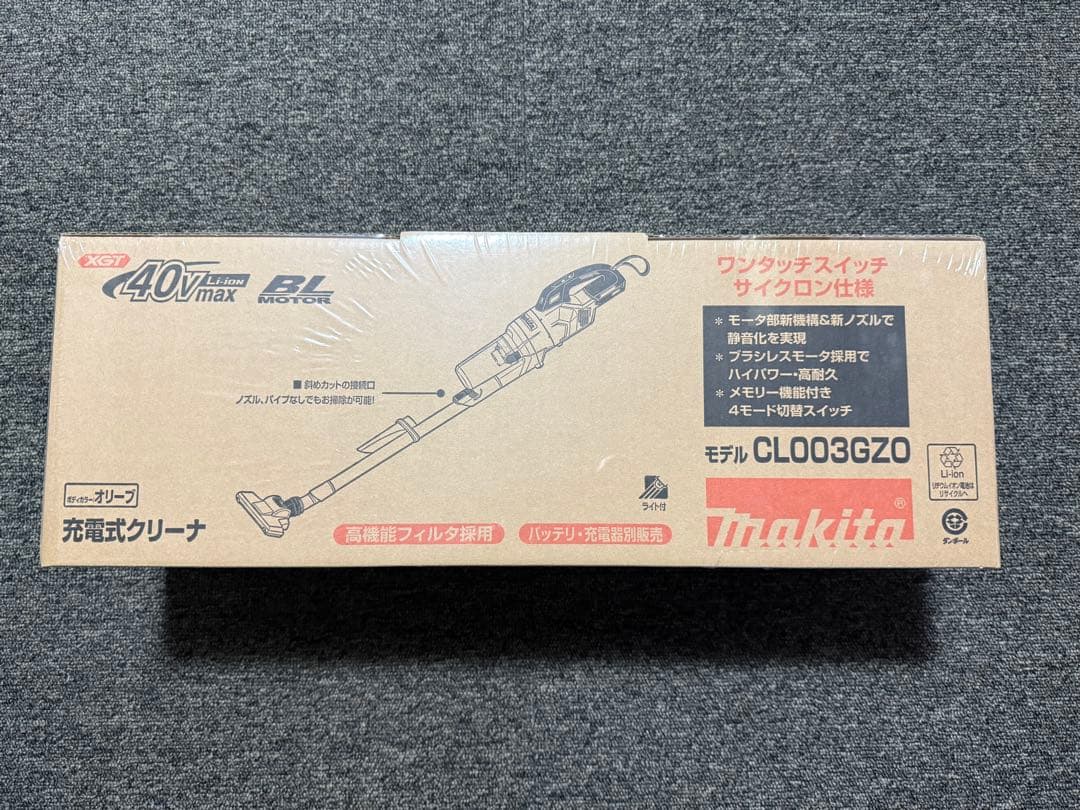 XGT
40Vmax
Li-ion
BL
MOTOR
■ 斜めカットの接続口
ノズル、パイプなしでもお掃除が可能!
ボディカラー:オリーブ
充電式クリーナ
高機能フィルタ採用
バッテリ・充電器別販売
ライト付
ワンタッチスイッチ
サイクロン仕様
* モータ部新機構&新ノズルで
静音化を実現
* ブラシレスモータ採用で
ハイパワー・高耐久
* メモリー機能付き
4モード切替スイッチ
モデル CL003GZO
makita®
Li-ion
リチウムイオン電池は
リサイクルへ
ダンボール